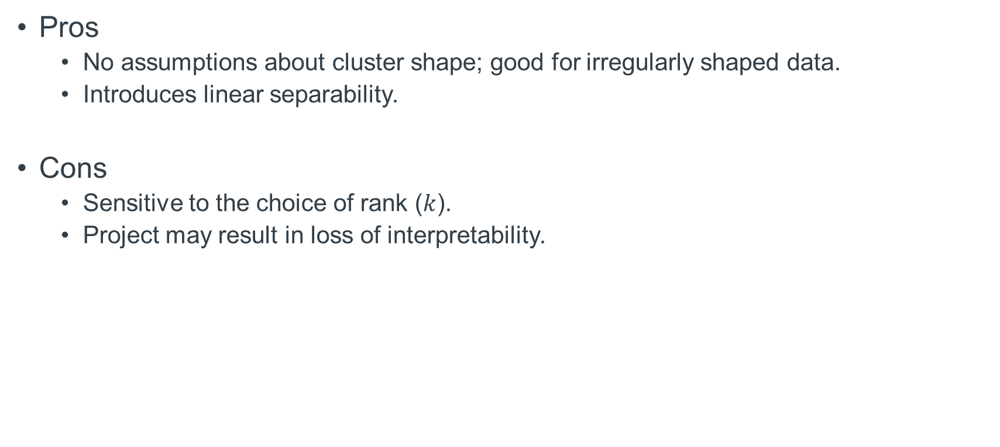 • Pros
• No assumptions about cluster shape; good for irregularly shaped data.
• Introduces linear separability.
• Cons
• Sensitive to the choice of rank (k).
• Project may result in loss of interpretability.